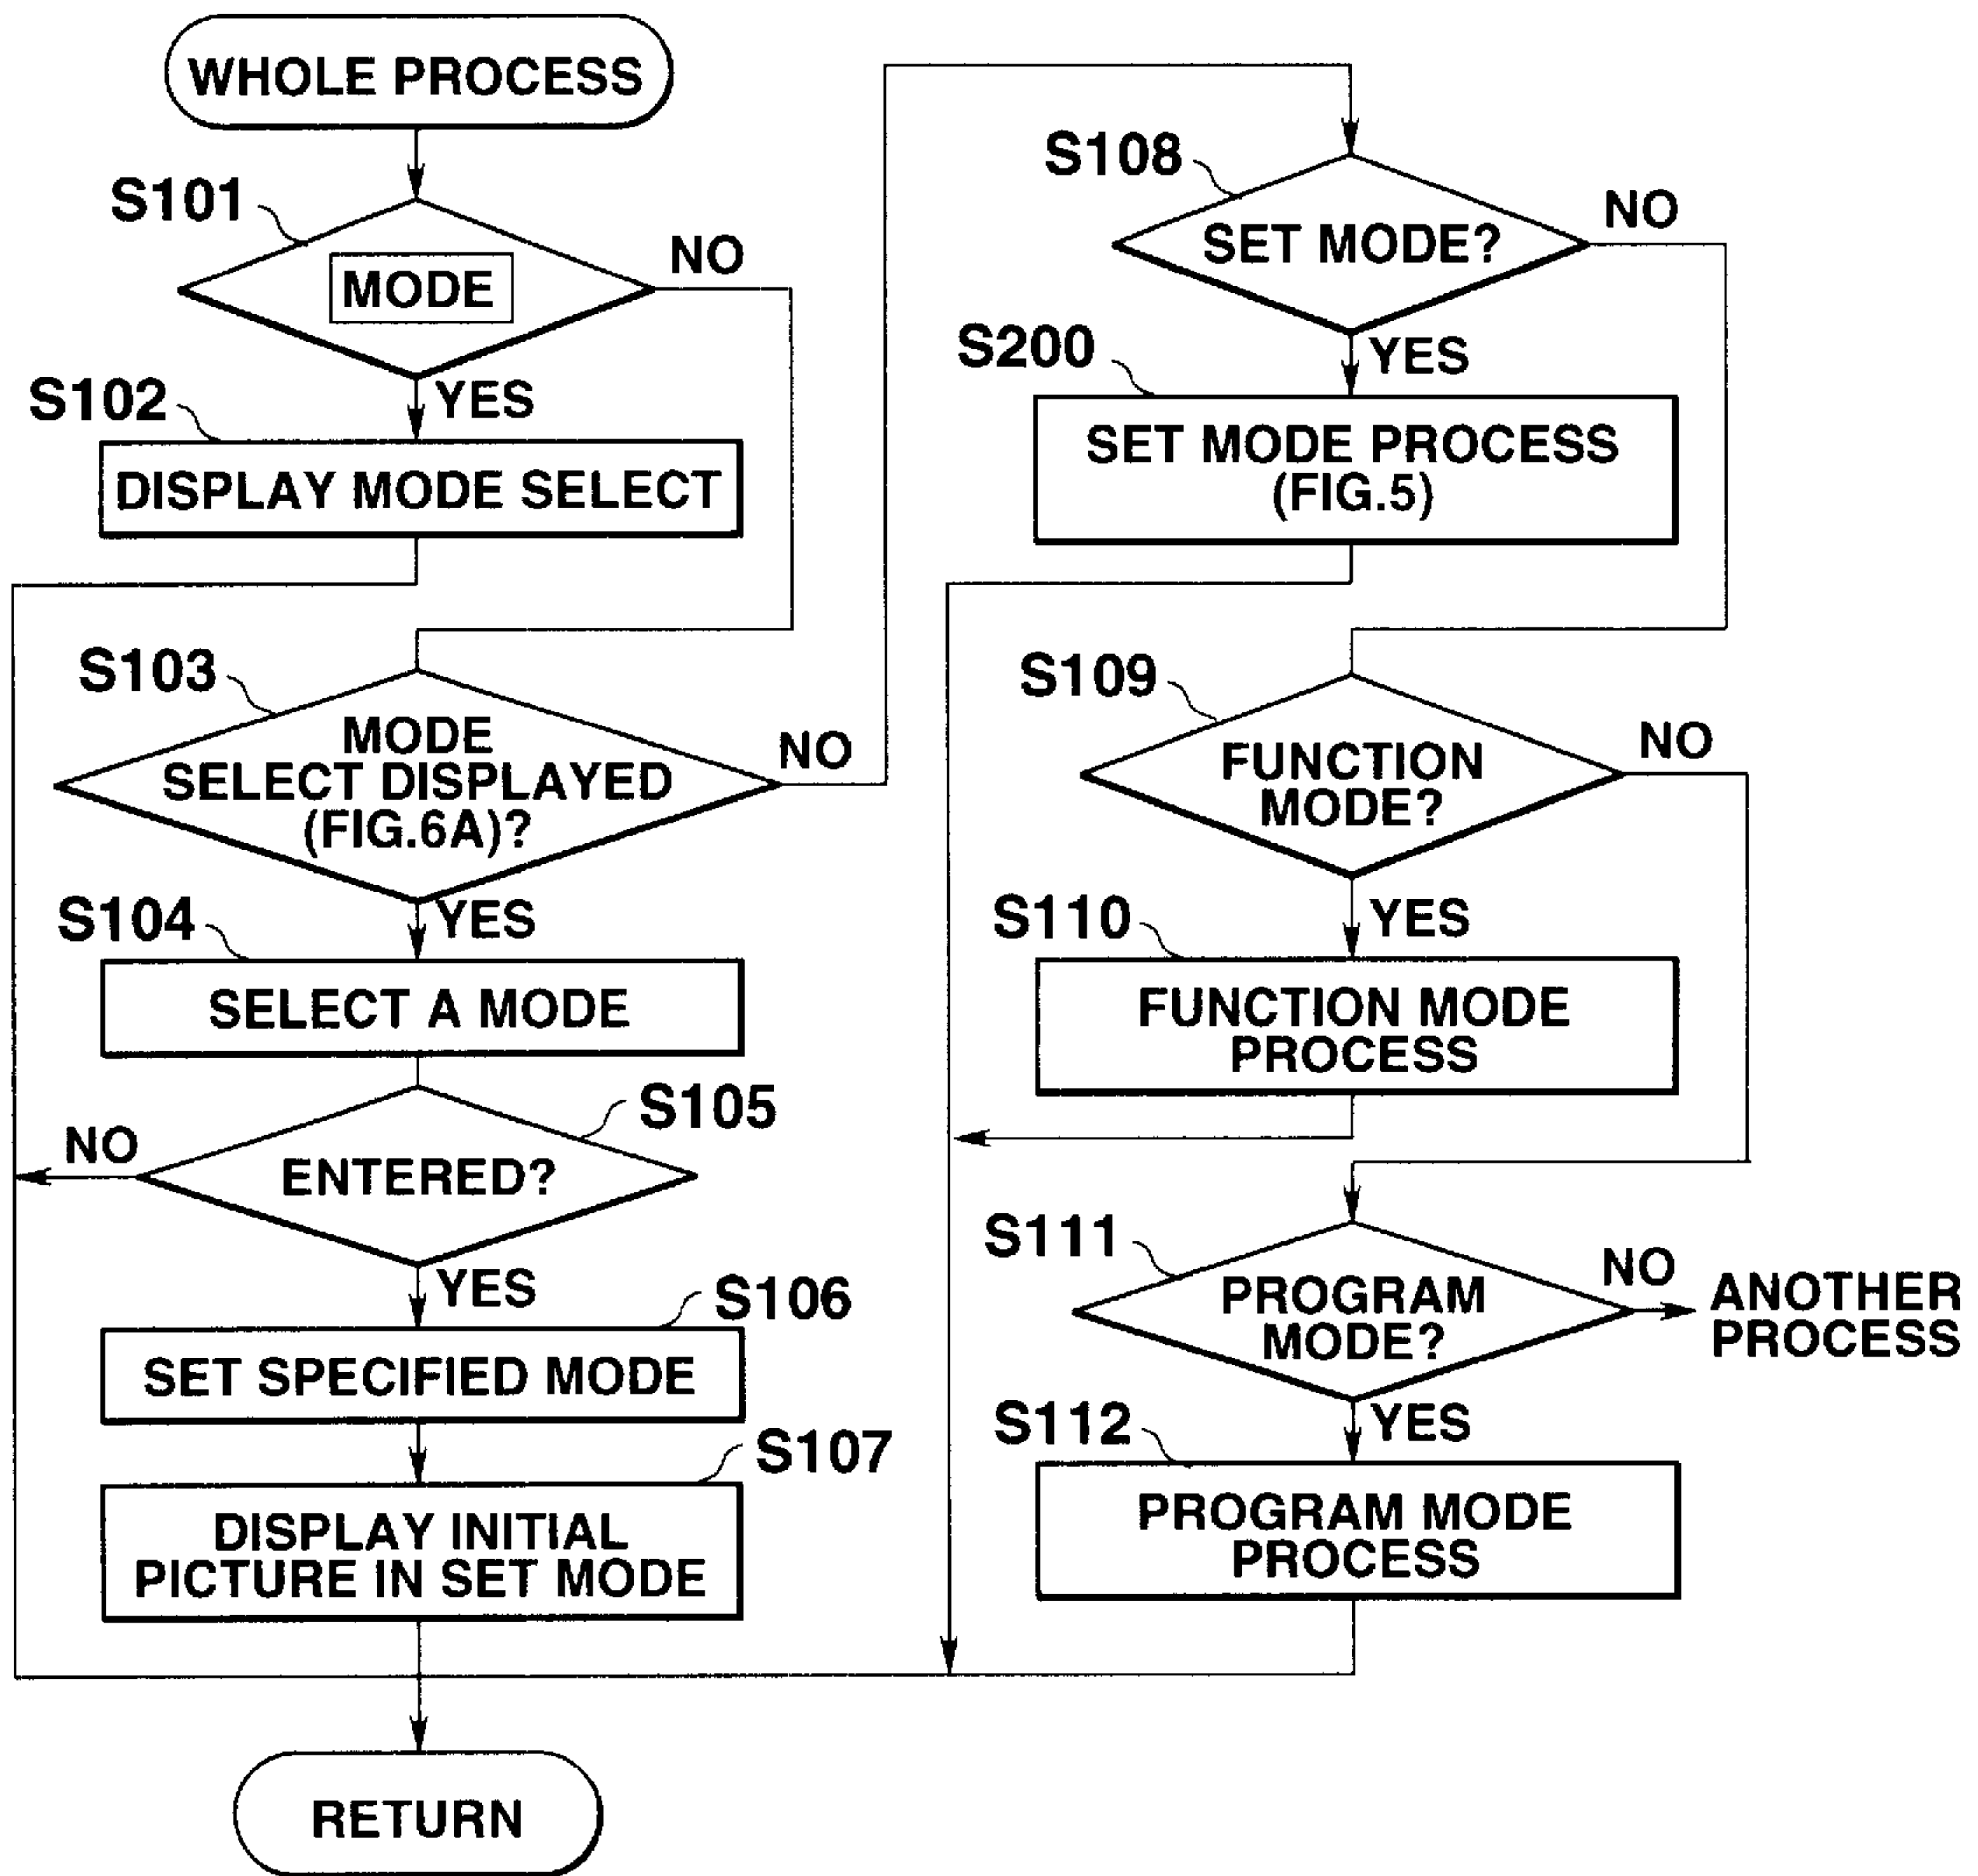 WHOLE PROCESS
S101
MODE
NO
YES
S102
DISPLAY MODE SELECT
S103
MODE
SELECT DISPLAYED
(FIG.6A)?
NO
YES
S104
SELECT A MODE
S105
ENTERED?
NO
YES
S106
SET SPECIFIED MODE
S107
DISPLAY INITIAL
PICTURE IN SET MODE
RETURN
S108
SET MODE?
NO
YES
S200
SET MODE PROCESS
(FIG.5)
S109
FUNCTION
MODE?
NO
YES
S110
FUNCTION MODE
PROCESS
S111
PROGRAM
MODE?
NO
ANOTHER
PROCESS
YES
S112
PROGRAM MODE
PROCESS